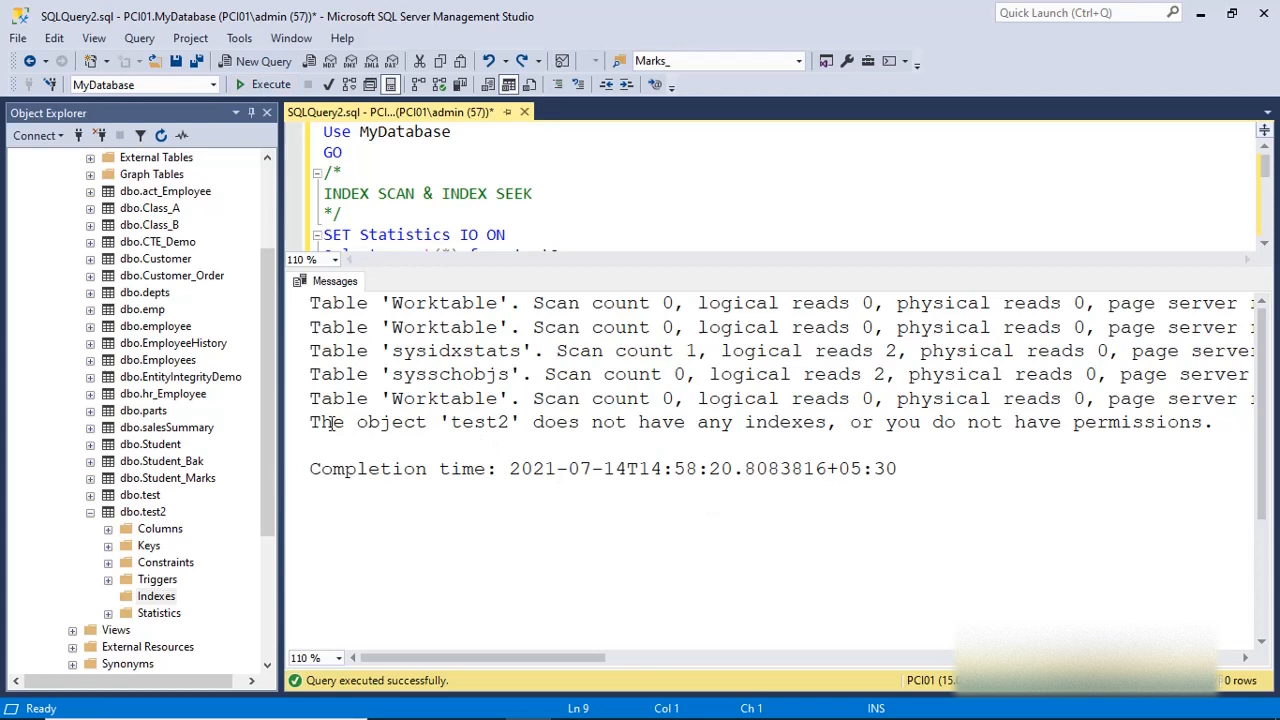 SQLQuery2.sql - PCI01.MyDatabase (PCI01\admin (57))* - Microsoft SQL Server Management Studio
Quick Launch (Ctrl+Q)
File Edit View Query Project Tools Window Help
New Query
Marks_
MyDatabase
Execute
Object Explorer
SQLQuery2.sql - PCI...(PCI01\admin (57))*
Connect
External Tables
Graph Tables
dbo.act_Employee
dbo.Class_A
dbo.Class_B
dbo.CTE_Demo
dbo.Customer
dbo.Customer_Order
dbo.depts
dbo.emp
dbo.employee
dbo.EmployeeHistory
dbo.Employees
dbo.EntityIntegrityDemo
dbo.hr_Employee
dbo.parts
dbo.salesSummary
dbo.Student
dbo.Student_Bak
dbo.Student_Marks
dbo.test
dbo.test2
Columns
Keys
Constraints
Triggers
Indexes
Statistics
Views
External Resources
Synonyms
Use MyDatabase
GO
/*
INDEX SCAN & INDEX SEEK
*/
SET Statistics IO ON
110 %
Messages
Table 'Worktable'. Scan count 0, logical reads 0, physical reads 0, page server
Table 'Worktable'. Scan count 0, logical reads 0, physical reads 0, page server
Table 'sysidxstats'. Scan count 1, logical reads 2, physical reads 0, page server
Table 'sysschobjs'. Scan count 0, logical reads 2, physical reads 0, page server
Table 'Worktable'. Scan count 0, logical reads 0, physical reads 0, page server
The object 'test2' does not have any indexes, or you do not have permissions.
Completion time: 2021-07-14T14:58:20.8083816+05:30
110 %
Query executed successfully.
PCI01 (15.
0 rows
Ready
Ln 9 Col 1 Ch 1 INS